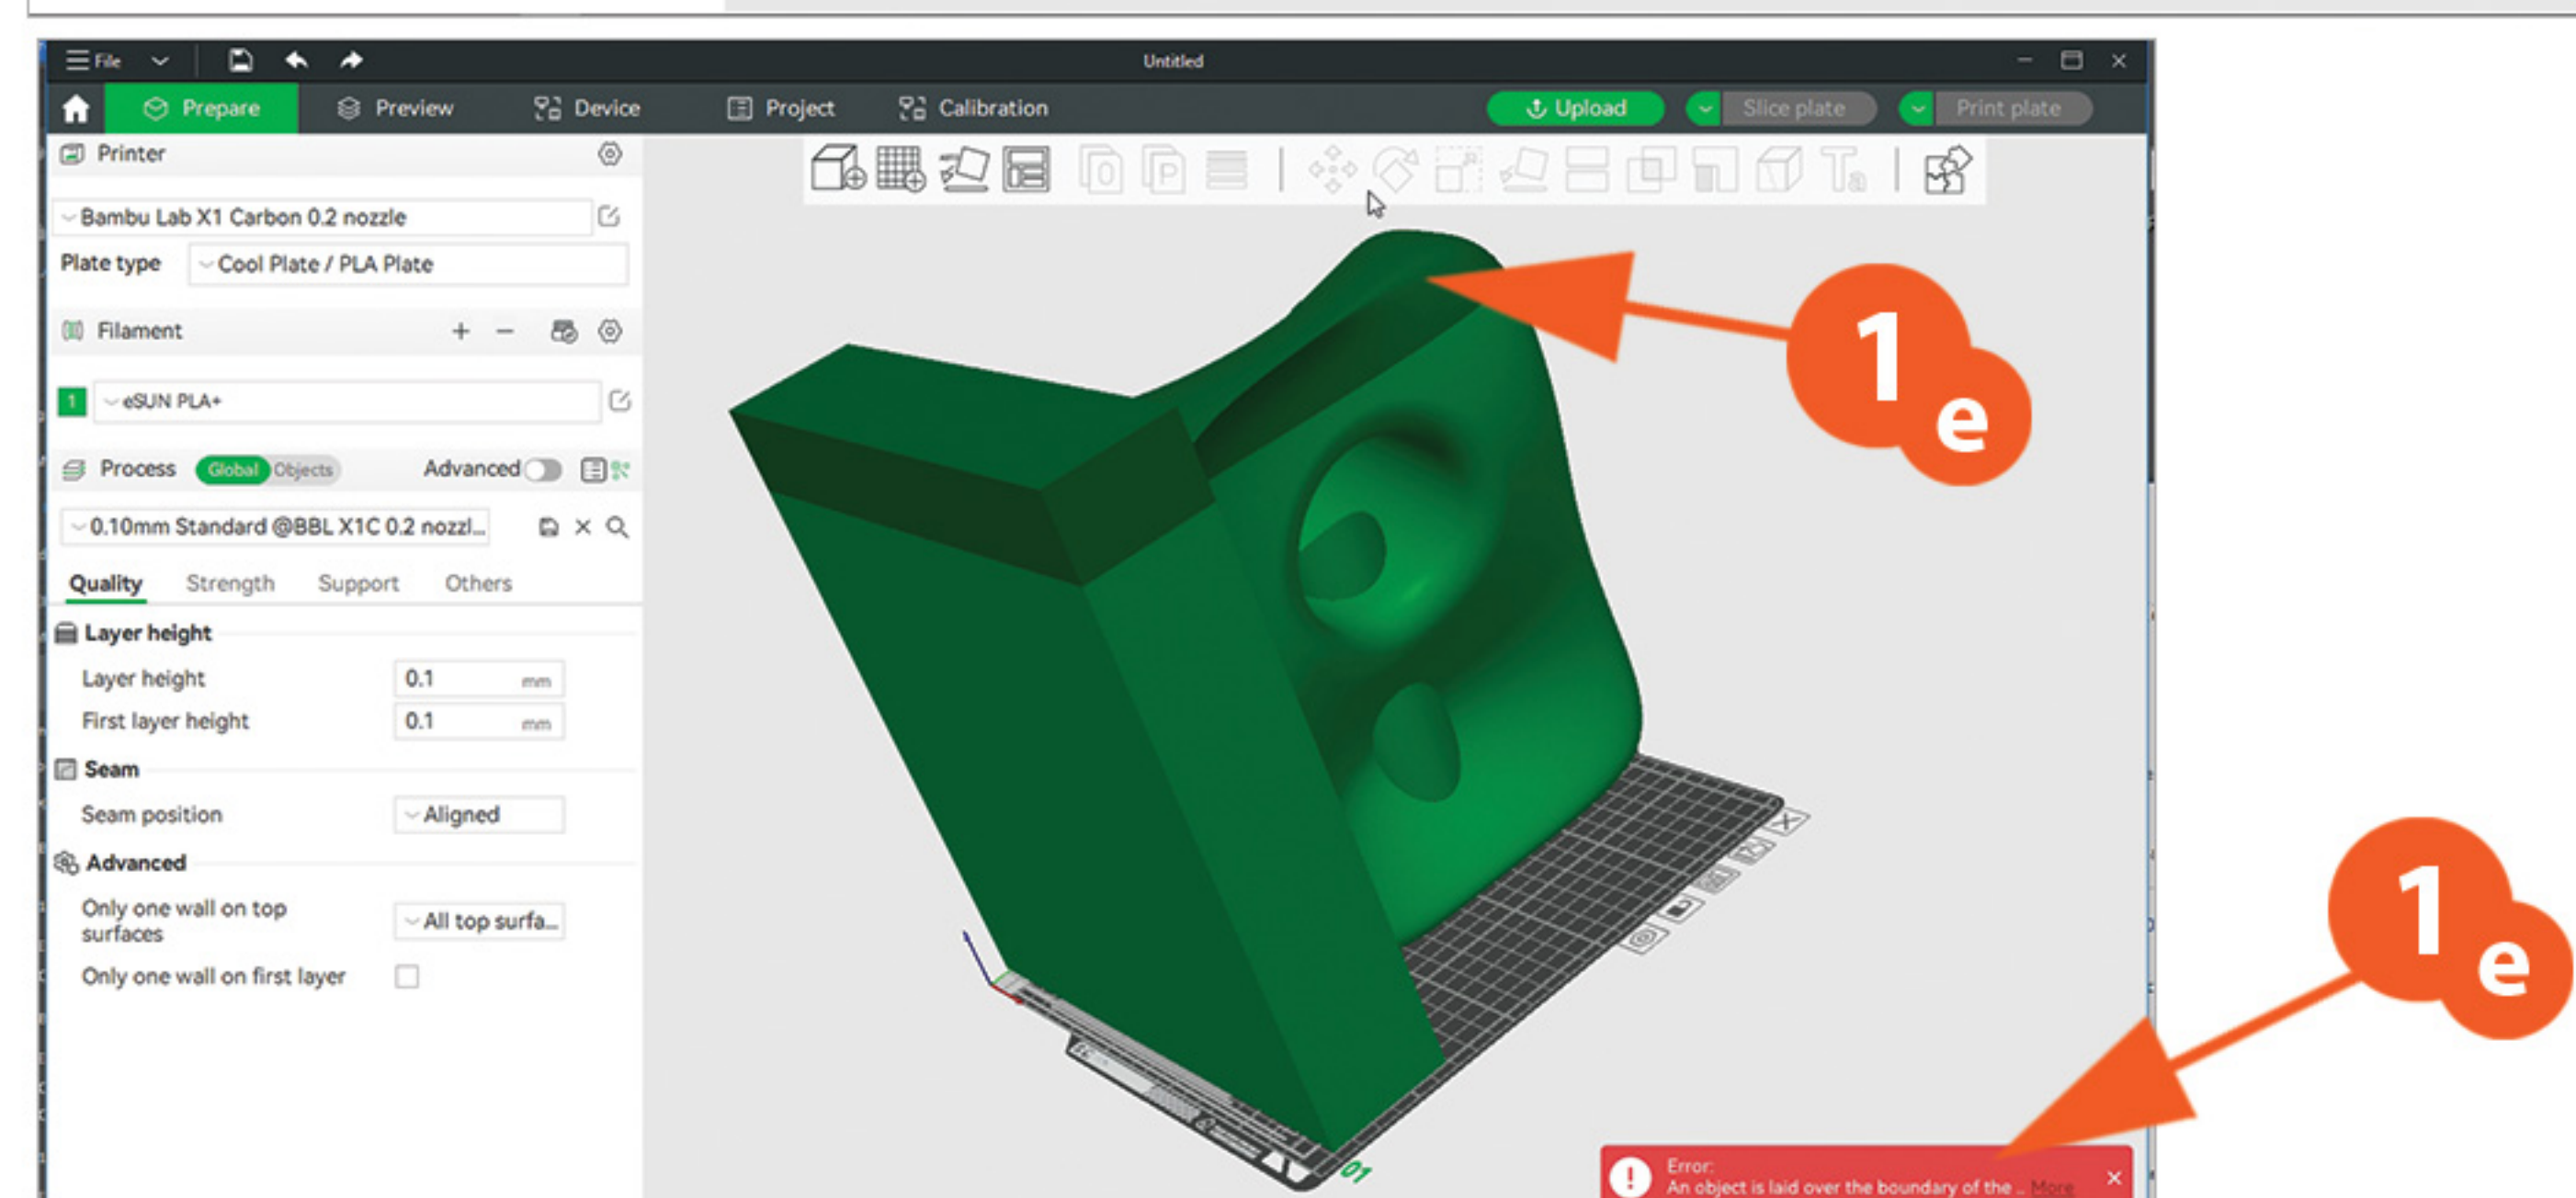 File
Untitled
Prepare
Preview
Device
Project
Calibration
Upload
Slice plate
Print plate
Printer
Bambu Lab X1 Carbon 0.2 nozzle
Plate type
Cool Plate / PLA Plate
Filament
1
eSUN PLA+
Process
Global
Objects
Advanced
0.10mm Standard @BBL X1C 0.2 nozzl...
Quality
Strength
Support
Others
Layer height
Layer height
0.1
mm
First layer height
0.1
mm
Seam
Seam position
Aligned
Advanced
Only one wall on top
surfaces
All top surfa...
Only one wall on first layer
1
e
1
e
01
Error:
An object is laid over the boundary of the ..
More